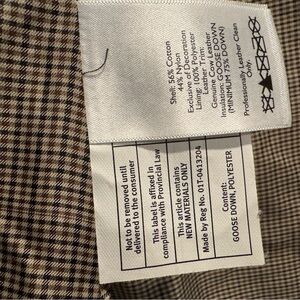 Shell: 56% Cotton
44% Nylon
Exclusive of Decoration
Lining: 100% Polyester
Leather Trim:
Genuine Cow Leather
Insulation: GOOSE DOWN
(MINIMUM 75% DOWN)
Professionally Leather Clean
Only.
Not to be removed until
delivered to the consumer
This label is affixed in
compliance with Provincial Law
This article contains
NEW MATERIALS ONLY
Made by Reg No. 01T-0413204
Content:
GOOSE DOWN, POLYESTER